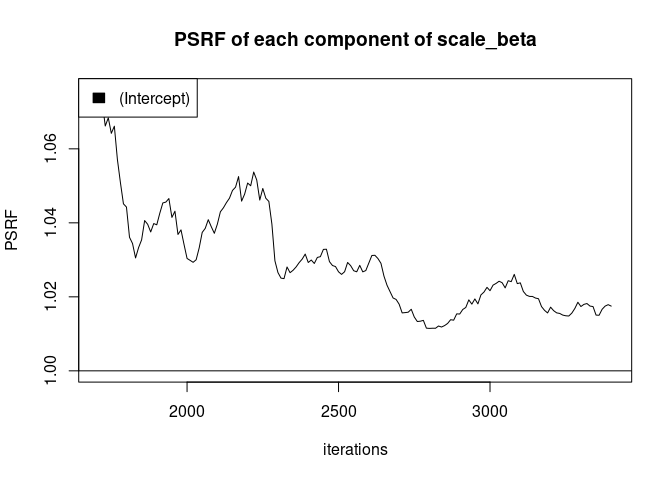 PSRF of each component of scale_beta
(Intercept)
PSRF
1.06
1.04
1.02
1.00
2000 2500 3000
iterations